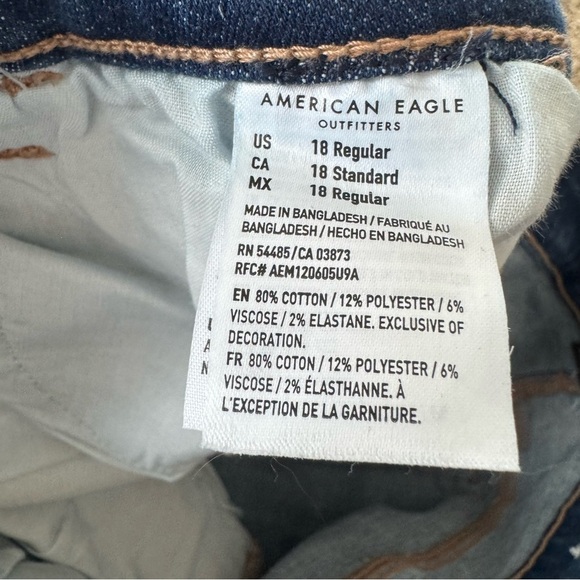 AMERICAN EAGLE
OUTFITTERS
US 18 Regular
CA 18 Standard
MX 18 Regular
MADE IN BANGLADESH / FABRIQUÉ AU
BANGLADESH / HECHO EN BANGLADESH
RN 54485/CA 03873
RFC# AEM120605U9A
EN 80% COTTON / 12% POLYESTER / 6%
VISCOSE / 2% ELASTANE. EXCLUSIVE OF
DECORATION.
FR 80% COTON / 12% POLYESTER / 6%
VISCOSE / 2% ÉLASTHANNE. À
L'EXCEPTION DE LA GARNITURE.